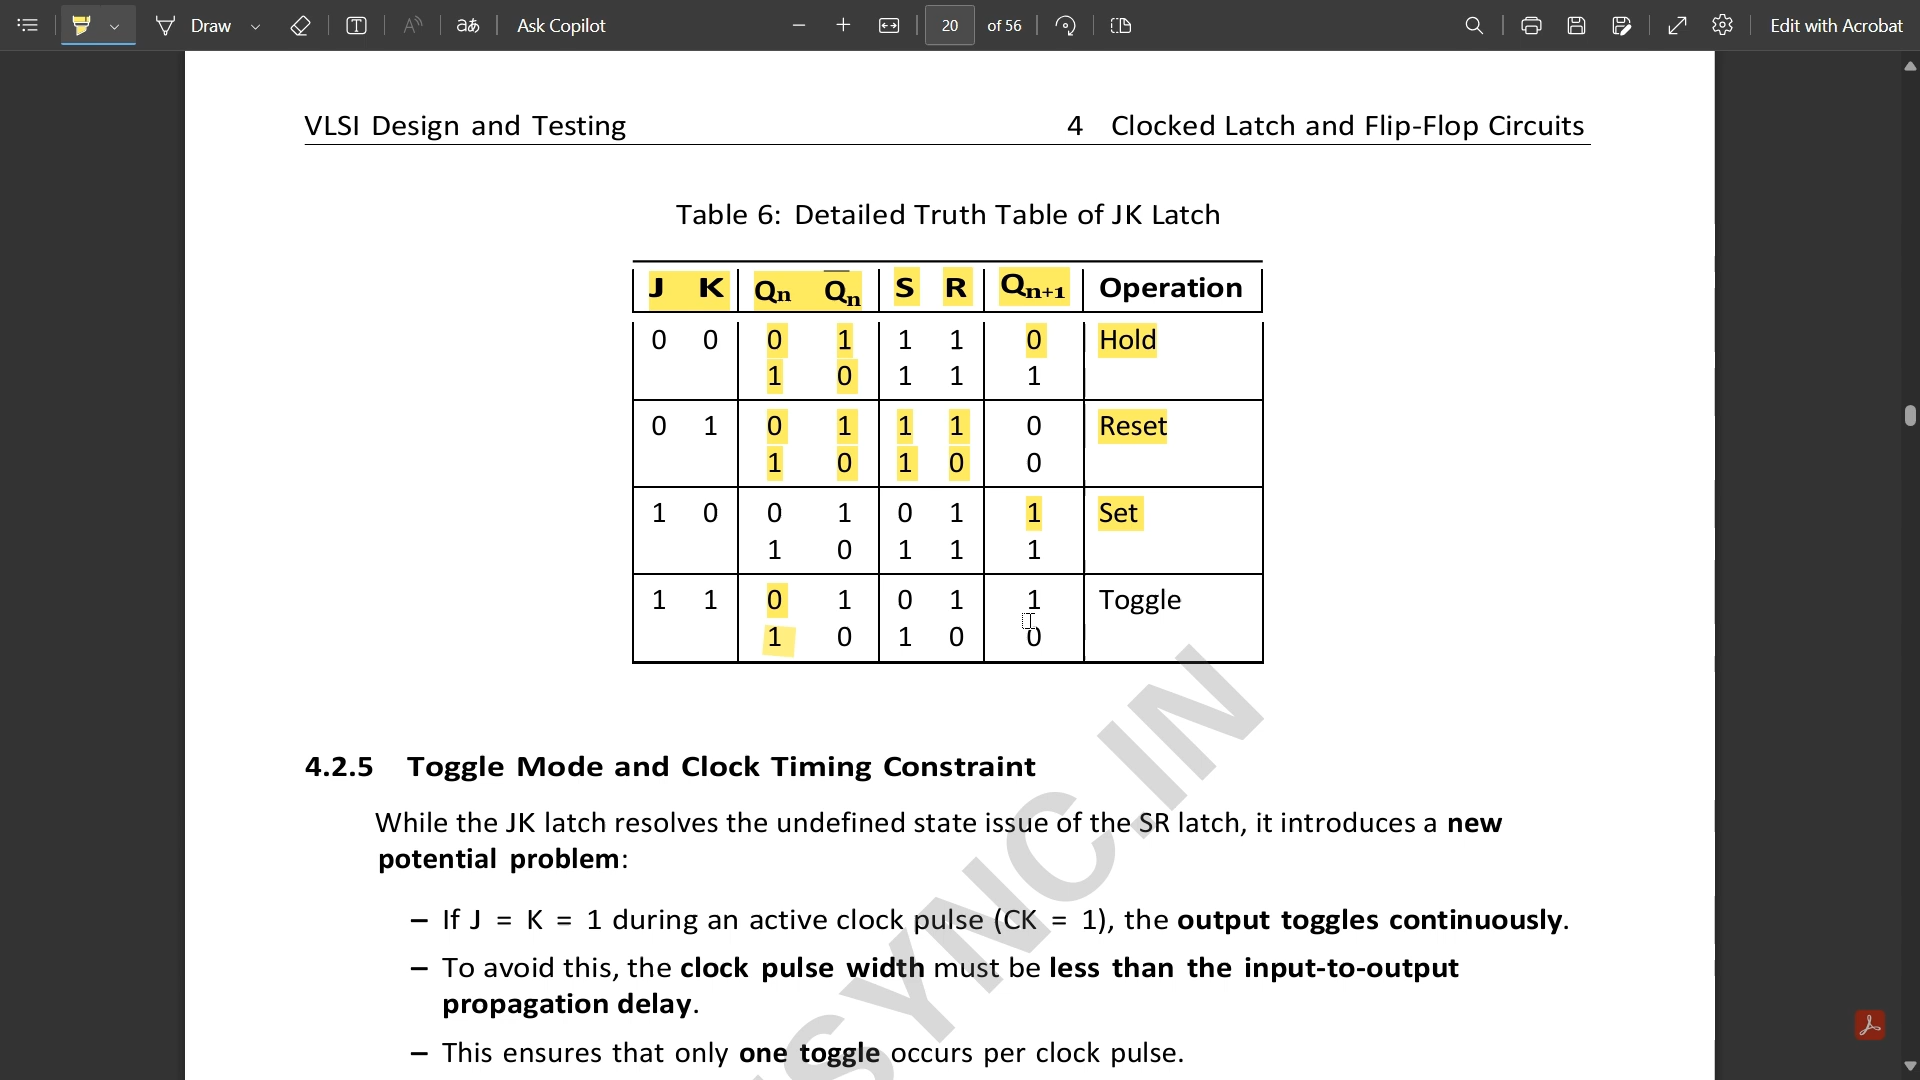 Draw
T
A
aあ
Ask Copilot
20
of 56
Edit with Acrobat
VLSI Design and Testing
4 Clocked Latch and Flip-Flop Circuits
Table 6: Detailed Truth Table of JK Latch
J K Qn Q̅n S R Qn+1 Operation
0 0 0 1 1 1 0 Hold
1 0 1 1 1
0 1 0 1 1 1 0 Reset
1 0 1 0 0
1 0 0 1 0 1 1 Set
1 0 1 1 1
1 1 0 1 0 1 1 Toggle
1 0 1 0 0
4.2.5 Toggle Mode and Clock Timing Constraint
While the JK latch resolves the undefined state issue of the SR latch, it introduces a new
potential problem:
– If J = K = 1 during an active clock pulse (CK = 1), the output toggles continuously.
– To avoid this, the clock pulse width must be less than the input-to-output
propagation delay.
– This ensures that only one toggle occurs per clock pulse.
SYNC.IN